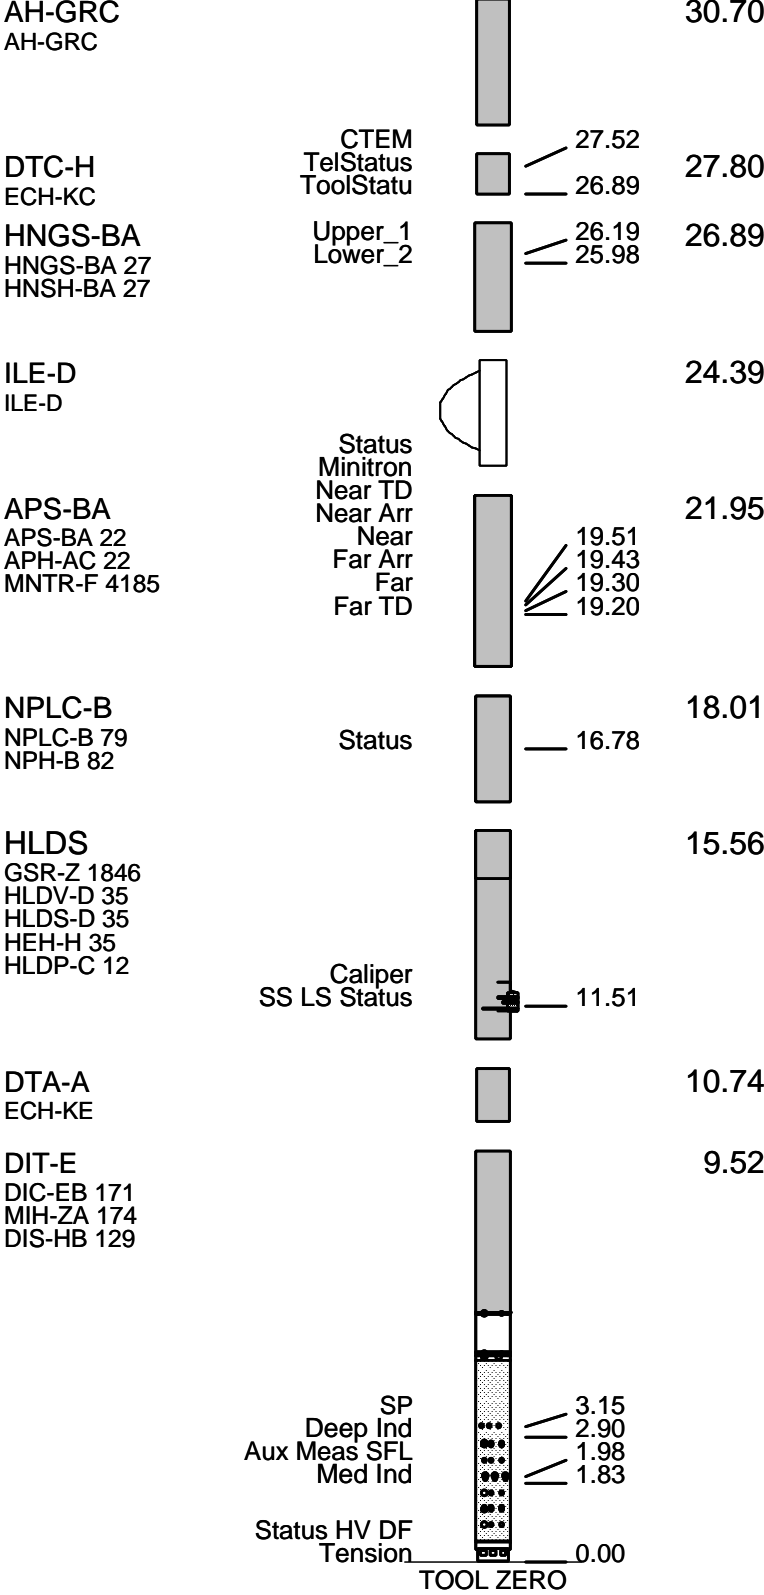 AH-GRC 30.70
AH-GRC
CTEM 27.52
DTC-H TelStatus 27.80
ECH-KC ToolStatu 26.89
HNGS-BA Upper_1 26.19 26.89
HNGS-BA 27 Lower_2 25.98
HNSH-BA 27
ILE-D 24.39
ILE-D
Status
Minitron
Near TD
APS-BA Near Arr 21.95
APS-BA 22 Near 19.51
APH-AC 22 Far Arr 19.43
MNTR-F 4185 Far 19.30
Far TD 19.20
NPLC-B 18.01
NPLC-B 79 Status 16.78
NPH-B 82
HLDS 15.56
GSR-Z 1846
HLDV-D 35
HLDS-D 35
HEH-H 35
HLDP-C 12 Caliper
SS LS Status 11.51
DTA-A 10.74
ECH-KE
DIT-E 9.52
DIC-EB 171
MIH-ZA 174
DIS-HB 129
SP 3.15
Deep Ind 2.90
Aux Meas SFL 1.98
Med Ind 1.83
Status HV DF
Tension 0.00
TOOL ZERO